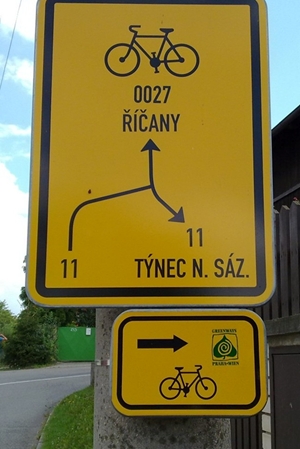 0027
ŘÍČANY
11
11 TÝNEC N. SÁZ.
GREENWAYS
PRAHA-WIEN